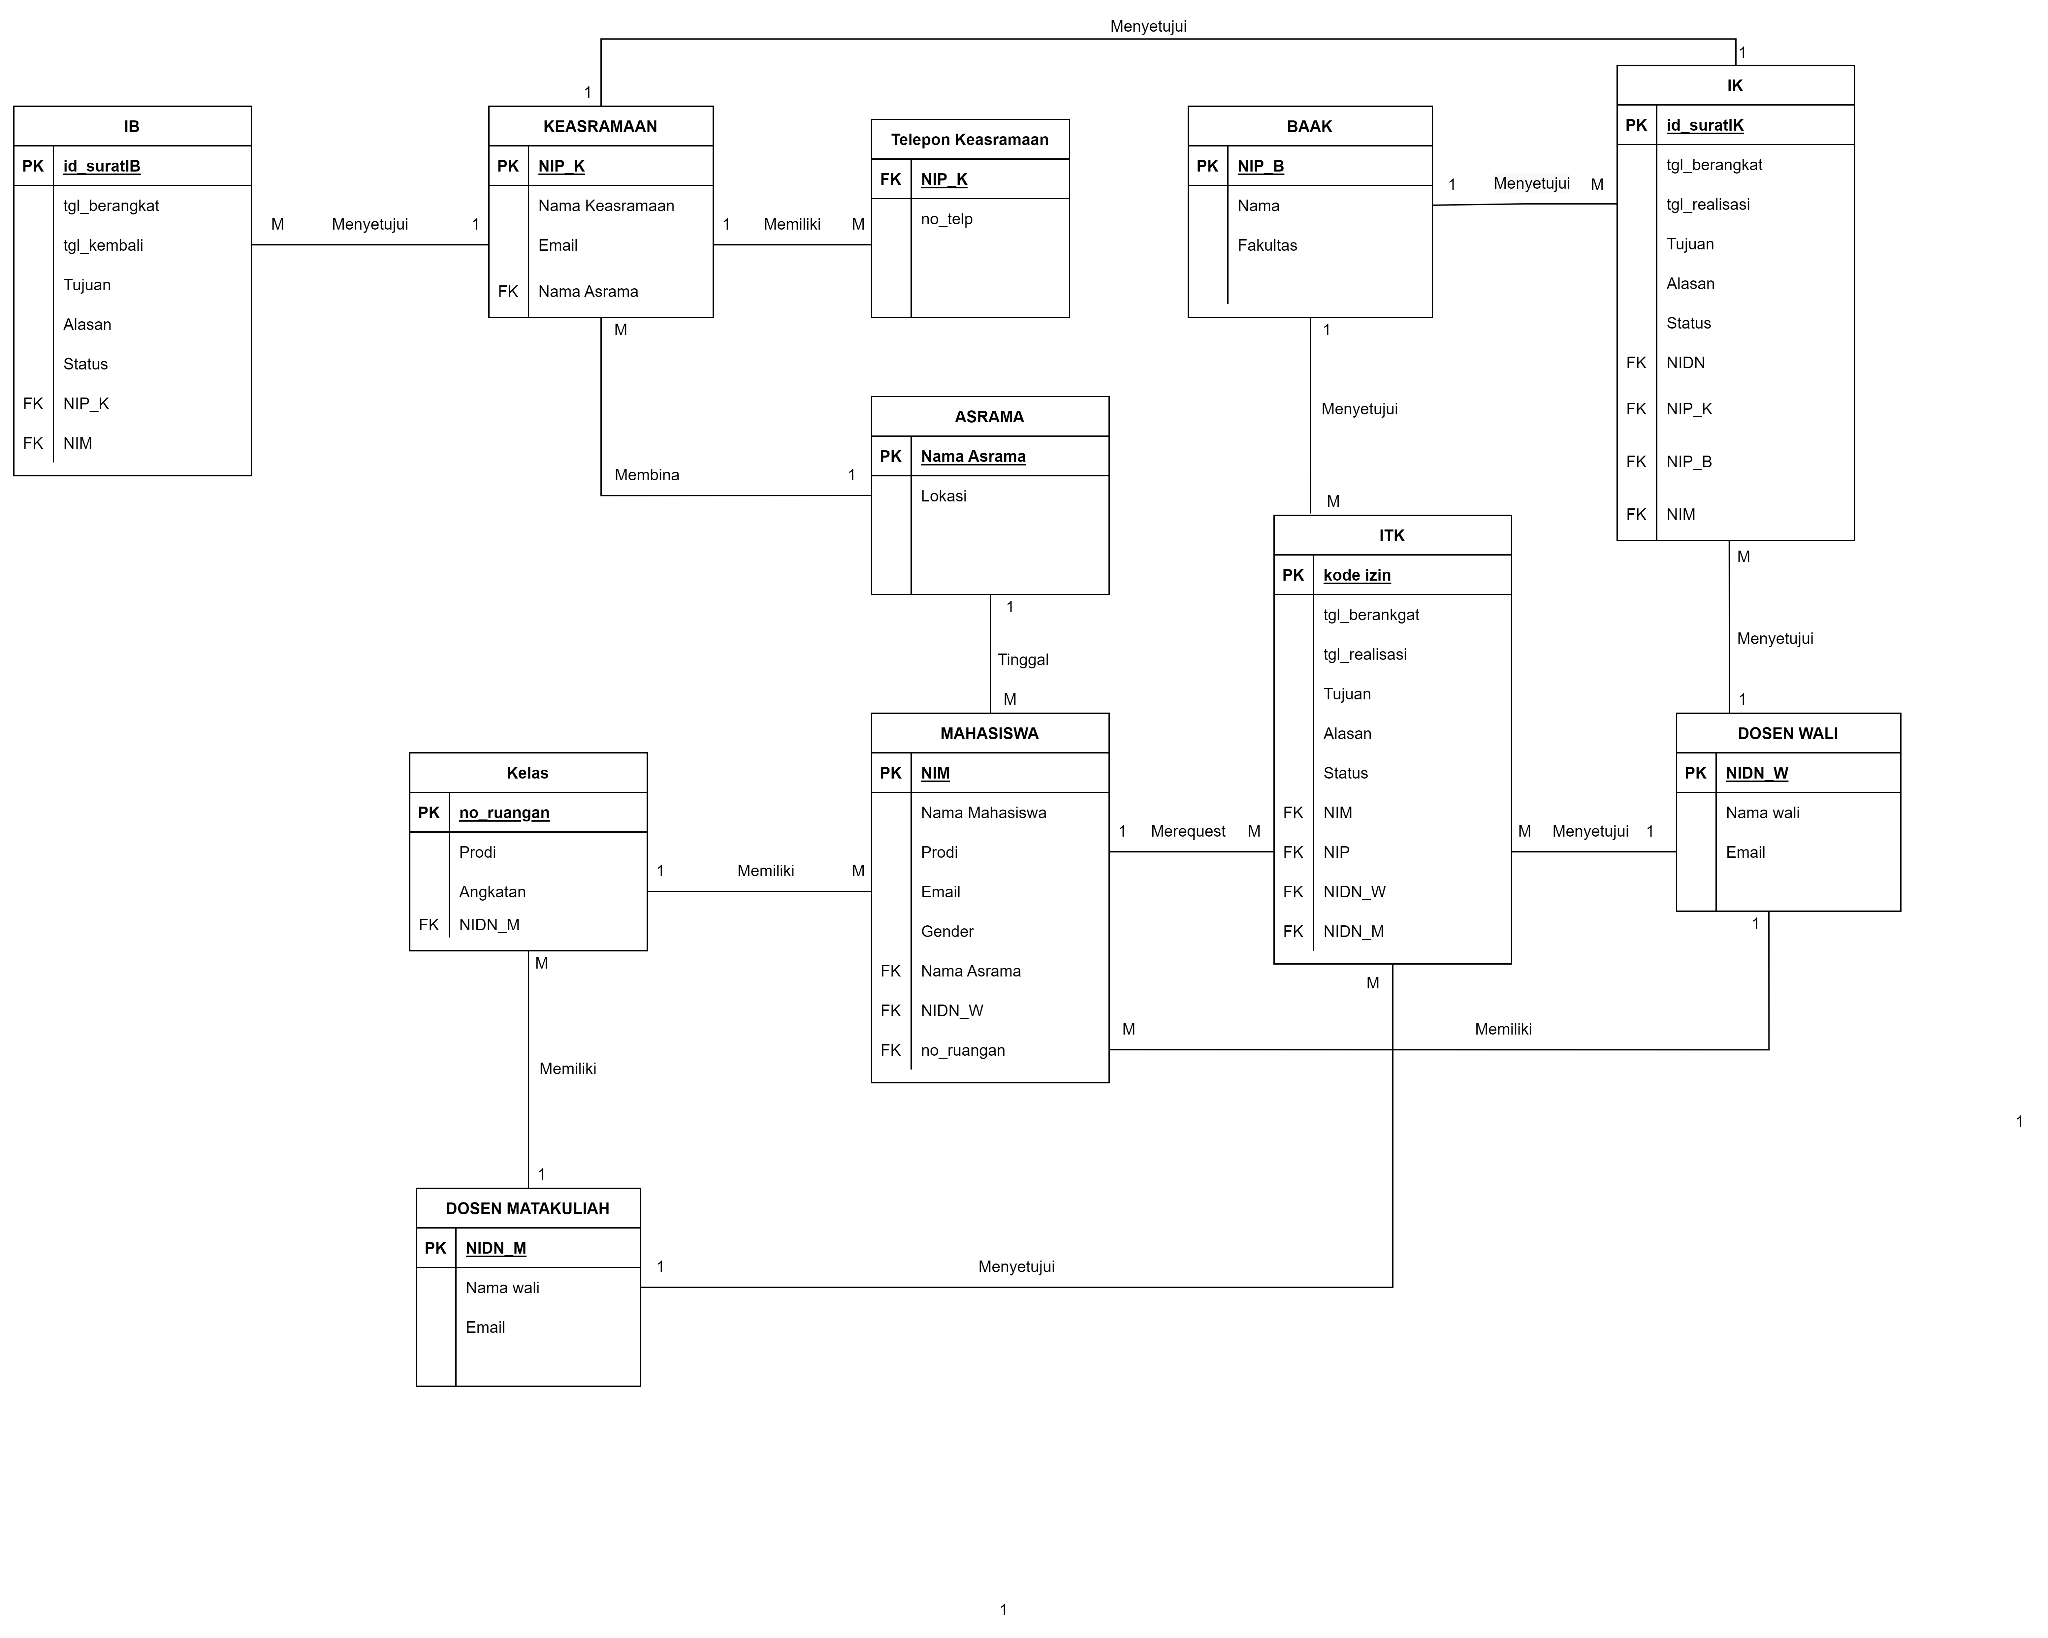 Menyetujui
1
1
IB
PK id_suratIB
tgl_berangkat
tgl_kembali
Tujuan
Alasan
Status
FK NIP_K
FK NIM
M Menyetujui 1
KEASRAMAAN
PK NIP_K
Nama Keasramaan
Email
FK Nama Asrama
1 Memiliki M
Telepon Keasramaan
FK NIP_K
no_telp
BAAK
PK NIP_B
Nama
Fakultas
1 Menyetujui M
IK
PK id_suratIK
tgl_berangkat
tgl_realisasi
Tujuan
Alasan
Status
FK NIDN
FK NIP_K
FK NIP_B
FK NIM
M
Membina 1
ASRAMA
PK Nama Asrama
Lokasi
1
Menyetujui
M
1
Tinggal
M
ITK
PK kode izin
tgl_berankgat
tgl_realisasi
Tujuan
Alasan
Status
FK NIM
FK NIP
FK NIDN_W
FK NIDN_M
M
Menyetujui
1
Kelas
PK no_ruangan
Prodi
Angkatan
FK NIDN_M
1 Memiliki M
MAHASISWA
PK NIM
Nama Mahasiswa
Prodi
Email
Gender
FK Nama Asrama
FK NIDN_W
FK no_ruangan
1 Merequest M
M Menyetujui 1
DOSEN WALI
PK NIDN_W
Nama wali
Email
1
M Memiliki
M
M
Memiliki
1
1
DOSEN MATAKULIAH
PK NIDN_M
Nama wali
Email
1 Menyetujui
1